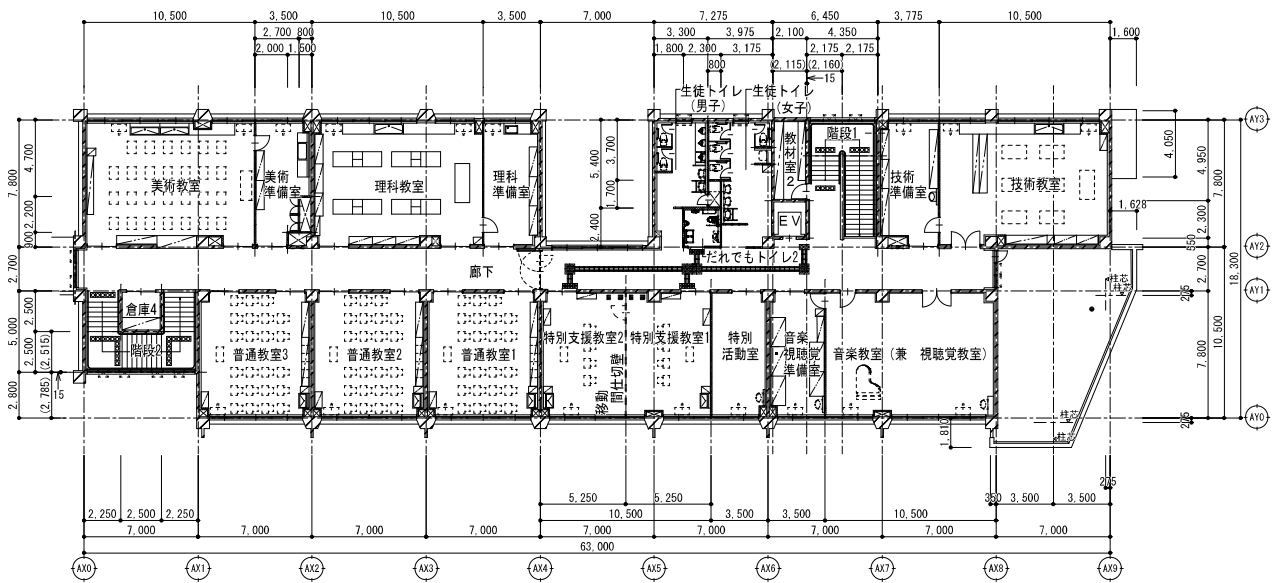 10,500
3,500
10,500
3,500
7,000
7,275
6,450
3,775
10,500
2,700
800
3,300
3,975
2,100
4,350
1,600
2,000
1,500
1,800
2,300
3,175
2,175
2,175
800
(2,115)
(2,160)
15
生徒トイレ
(男子)
生徒トイレ
(女子)
AY3
4,700
7,800
2,200
900
美術教室
美術
準備室
理科教室
理科
準備室
5,400
3,700
1,700
2,400
教
材
室
2
階段1
EV
技術
準備室
技術教室
4,050
4,950
7,800
2,300
1,628
550
AY2
2,700
廊下
だれでもトイレ2
2,700
18,300
AY1
275
柱芯
柱芯
倉庫4
階段2
5,000
2,500
2,500
(2,515)
2,800
(2,785)
15
普通教室3
普通教室2
普通教室1
特別支援教室2
特別支援教室1
移動
間仕切壁
特別
活動室
音楽
視聴覚
準備室
音楽教室(兼 視聴覚教室)
7,800
10,500
柱芯
柱芯
275
AY0
1,810
275
5,250
5,250
350
3,500
3,500
2,250
2,500
2,250
10,500
3,500
3,500
10,500
7,000
7,000
7,000
7,000
7,000
7,000
7,000
7,000
7,000
63,000
AX0
AX1
AX2
AX3
AX4
AX5
AX6
AX7
AX8
AX9